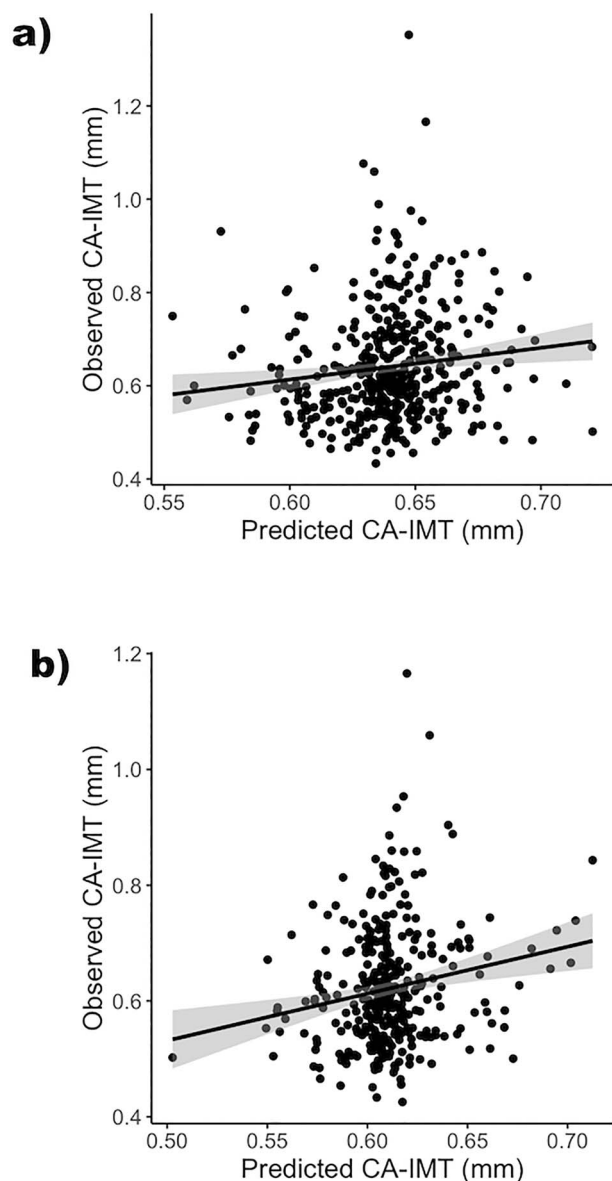 a)
Observed CA-IMT (mm)
1.2
1.0
0.8
0.6
0.4
0.55 0.60 0.65 0.70
Predicted CA-IMT (mm)
b)
Observed CA-IMT (mm)
1.2
1.0
0.8
0.6
0.4
0.50 0.55 0.60 0.65 0.70
Predicted CA-IMT (mm)